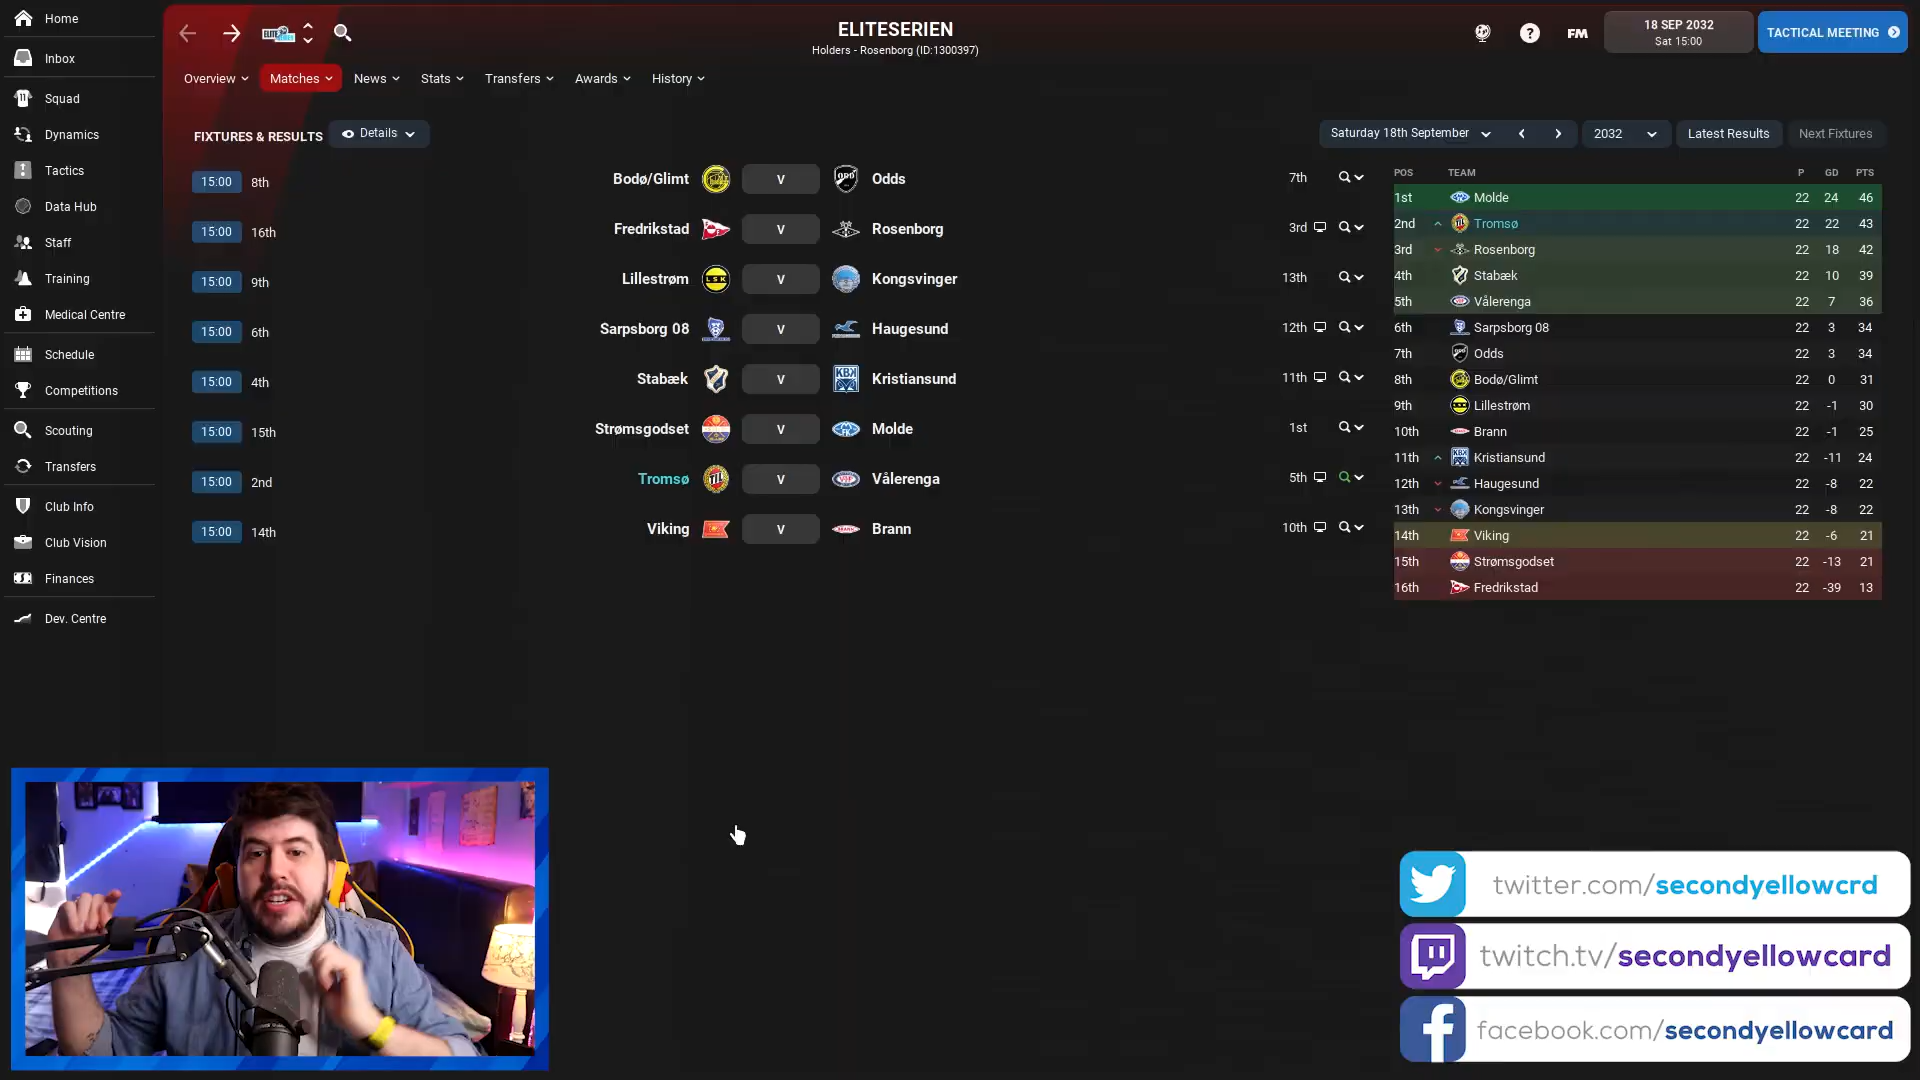 Home
Inbox
Squad
Dynamics
Tactics
Data Hub
Staff
Training
Medical Centre
Schedule
Competitions
Scouting
Transfers
Club Info
Club Vision
Finances
Dev. Centre
ELITESERIEN
Holders - Rosenborg (ID:1300397)
FM
18 SEP 2032
Sat 15:00
TACTICAL MEETING
Overview Matches News Stats Transfers Awards History
FIXTURES & RESULTS Details
Saturday 18th September 2032 Latest Results Next Fixtures
15:00 8th Bodø/Glimt V Odds 7th
15:00 16th Fredrikstad V Rosenborg 3rd
15:00 9th Lillestrøm V Kongsvinger 13th
15:00 6th Sarpsborg 08 V Haugesund 12th
15:00 4th Stabæk V Kristiansund 11th
15:00 15th Strømsgodset V Molde 1st
15:00 2nd Tromsø V Vålerenga 5th
15:00 14th Viking V Brann 10th
POS TEAM P GD PTS
1st Molde 22 24 46
2nd Tromsø 22 22 43
3rd Rosenborg 22 18 42
4th Stabæk 22 10 39
5th Vålerenga 22 7 36
6th Sarpsborg 08 22 3 34
7th Odds 22 3 34
8th Bodø/Glimt 22 0 31
9th Lillestrøm 22 -1 30
10th Brann 22 -1 25
11th Kristiansund 22 -11 24
12th Haugesund 22 -8 22
13th Kongsvinger 22 -8 22
14th Viking 22 -6 21
15th Strømsgodset 22 -13 21
16th Fredrikstad 22 -39 13
twitter.com/secondyellowcrd
twitch.tv/secondyellowcard
facebook.com/secondyellowcard